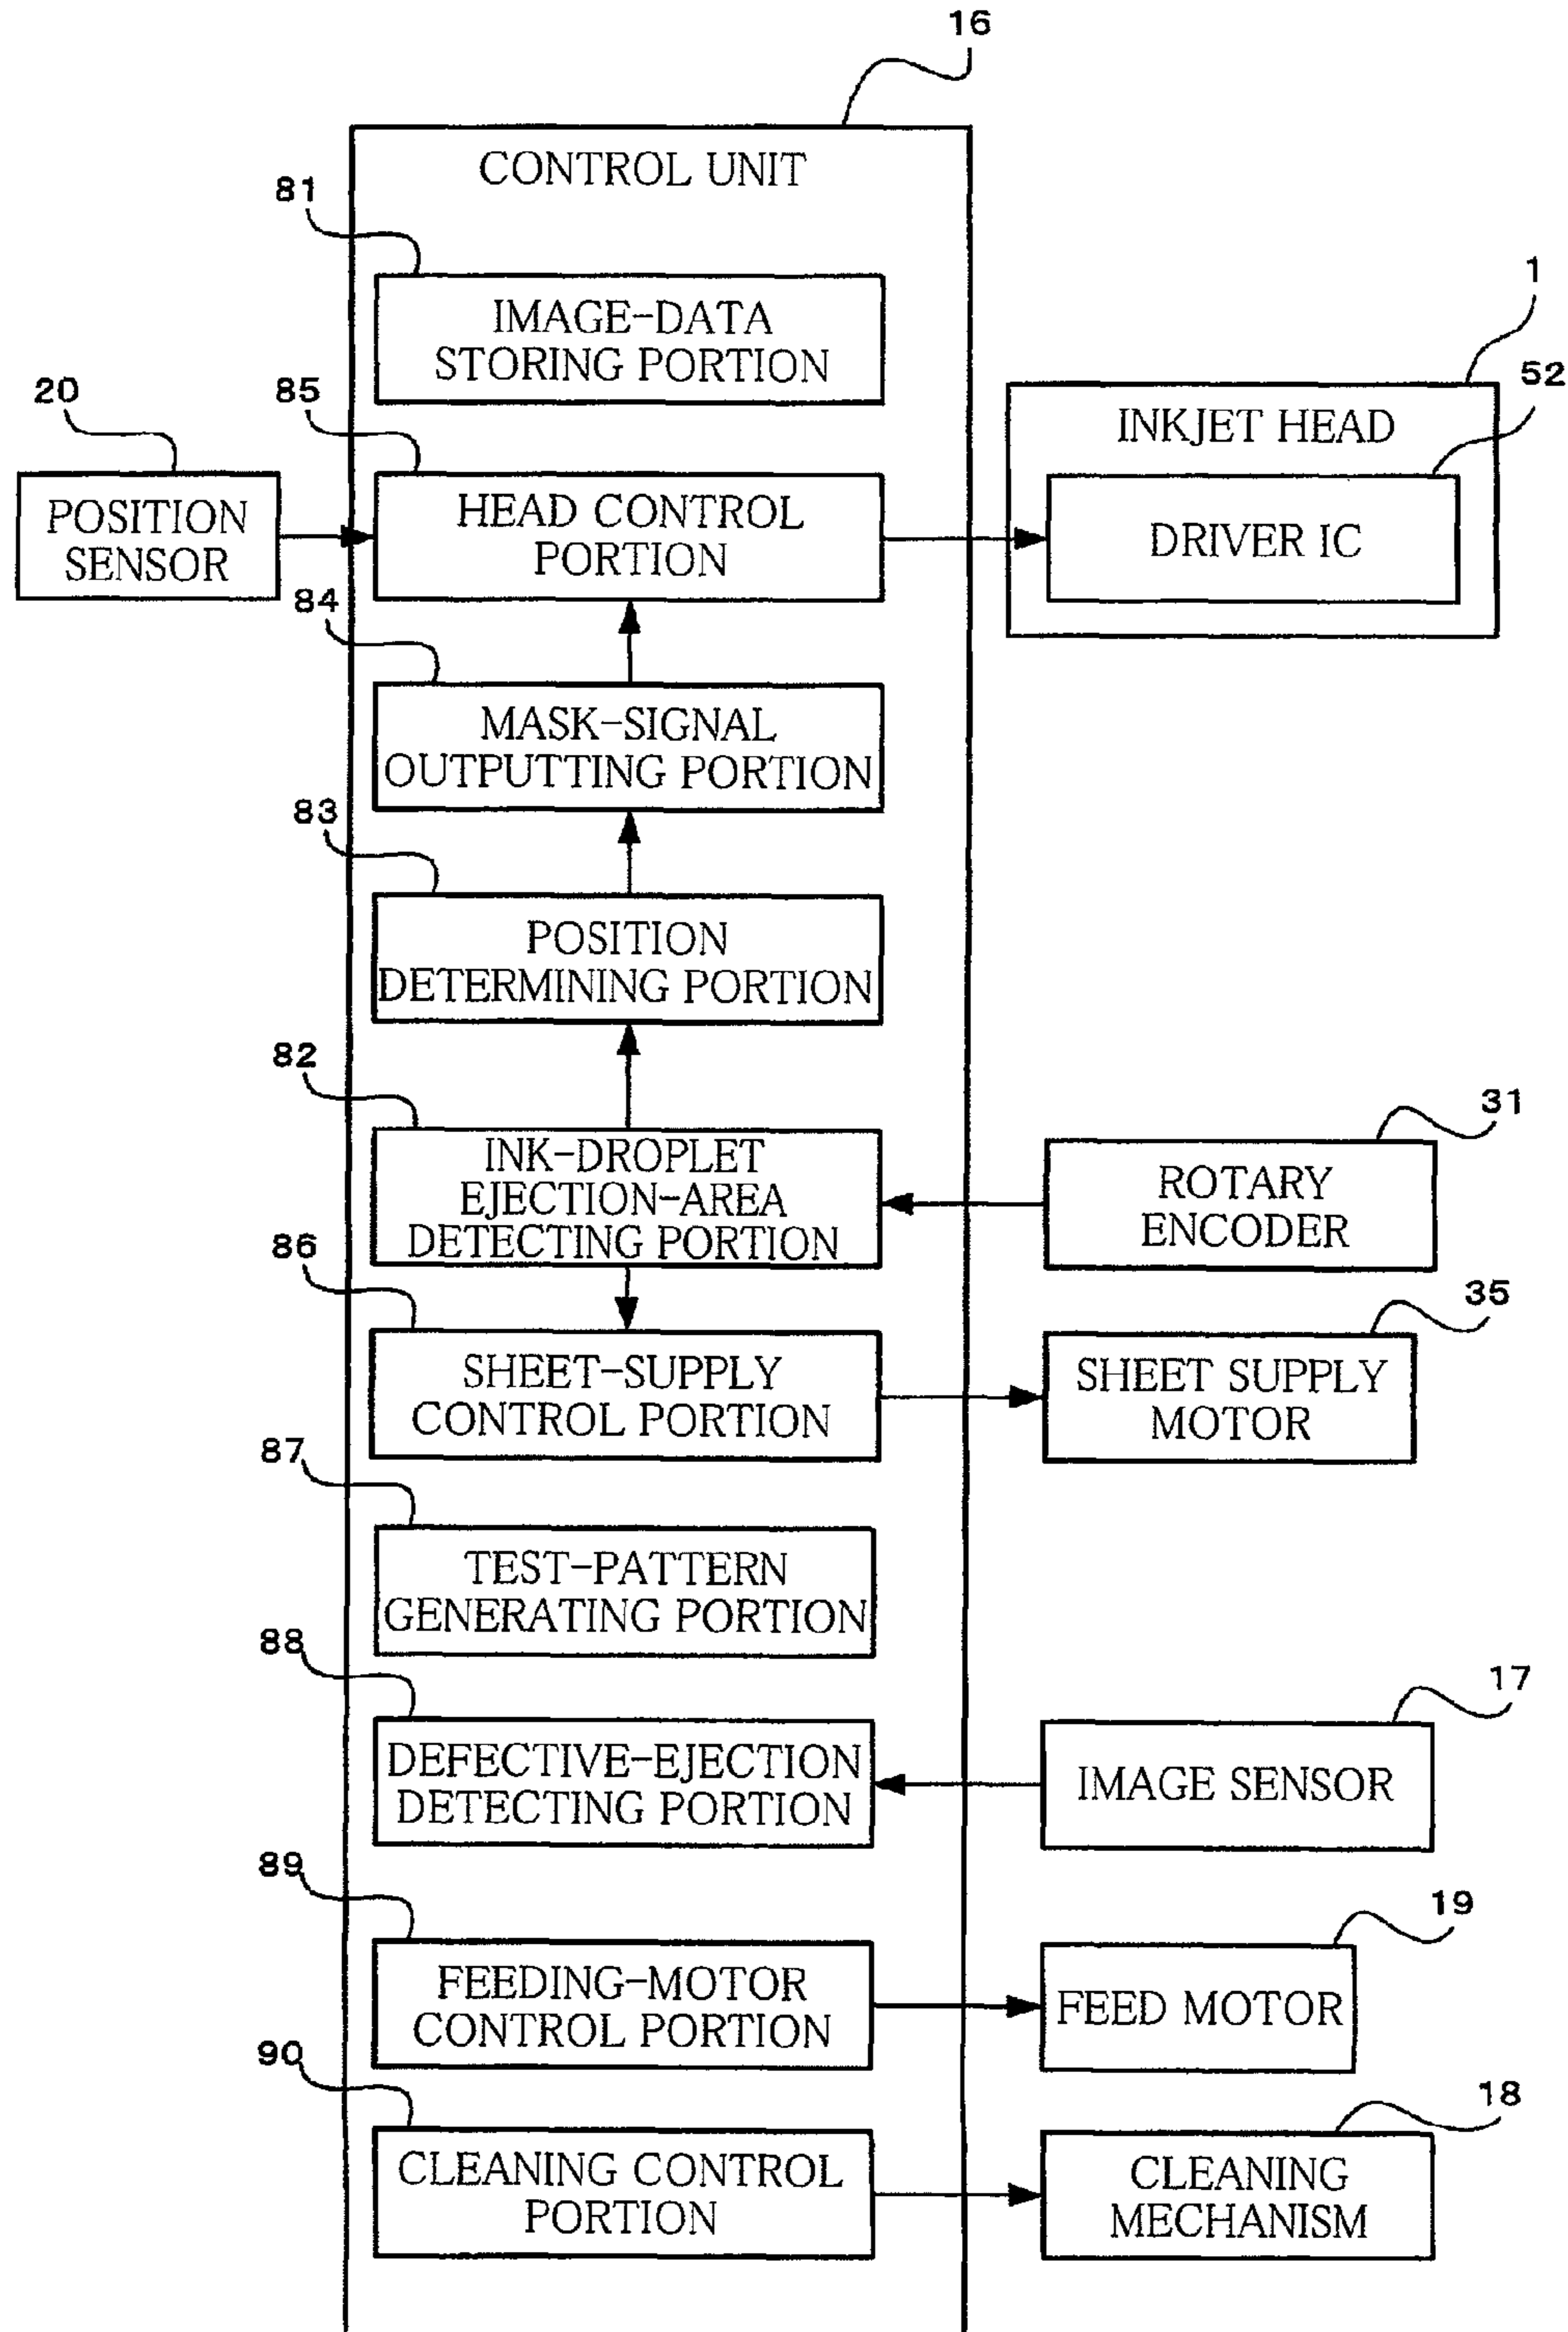 16
CONTROL UNIT
81
IMAGE-DATA
STORING PORTION
1
INKJET HEAD
52
DRIVER IC
20
POSITION
SENSOR
85
HEAD CONTROL
PORTION
84
MASK-SIGNAL
OUTPUTTING PORTION
83
POSITION
DETERMINING PORTION
82
INK-DROPLET
EJECTION-AREA
DETECTING PORTION
31
ROTARY
ENCODER
86
SHEET-SUPPLY
CONTROL PORTION
35
SHEET SUPPLY
MOTOR
87
TEST-PATTERN
GENERATING PORTION
88
DEFECTIVE-EJECTION
DETECTING PORTION
17
IMAGE SENSOR
89
FEEDING-MOTOR
CONTROL PORTION
19
FEED MOTOR
90
CLEANING CONTROL
PORTION
18
CLEANING
MECHANISM